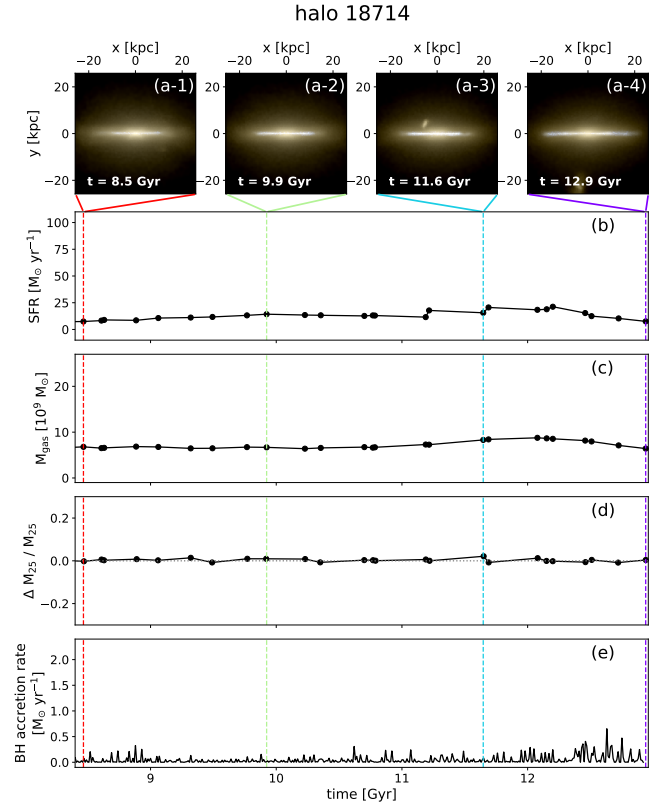 halo 18714
x [kpc] x [kpc] x [kpc] x [kpc]
−20 0 20 −20 0 20 −20 0 20 −20 0 20
y [kpc]
20
0
−20
(a-1) (a-2) (a-3) (a-4)
t = 8.5 Gyr t = 9.9 Gyr t = 11.6 Gyr t = 12.9 Gyr
(b)
SFR [M⊙ yr⁻¹]
100
75
50
25
0
(c)
M_gas [10⁹ M⊙]
20
10
0
(d)
Δ M₂₅ / M₂₅
0.2
0.0
−0.2
(e)
BH accretion rate
[M⊙ yr⁻¹]
2.0
1.5
1.0
0.5
0.0
9 10 11 12
time [Gyr]